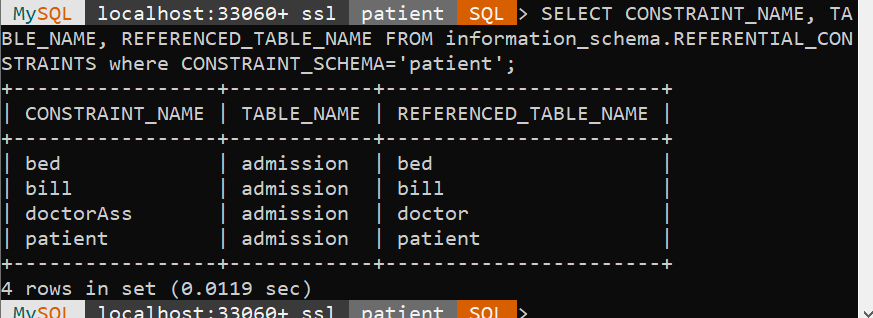 MySQL localhost:33060+ ssl patient SQL > SELECT CONSTRAINT_NAME, TA
BLE_NAME, REFERENCED_TABLE_NAME FROM information_schema.REFERENTIAL_CON
STRAINTS where CONSTRAINT_SCHEMA='patient';
+-----------------+------------+-----------------------+
| CONSTRAINT_NAME | TABLE_NAME | REFERENCED_TABLE_NAME |
+-----------------+------------+-----------------------+
| bed             | admission  | bed                   |
| bill            | admission  | bill                  |
| doctorAss       | admission  | doctor                |
| patient         | admission  | patient               |
+-----------------+------------+-----------------------+
4 rows in set (0.0119 sec)
MySQL localhost:33060+ ssl patient SQL >